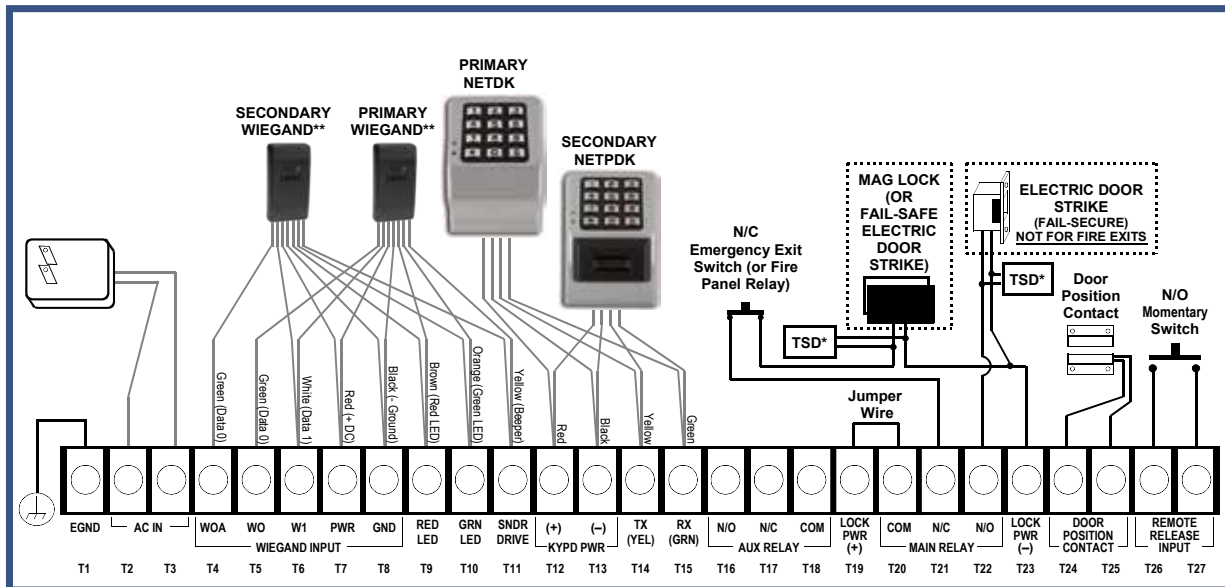 PRIMARY
NETDK
SECONDARY
WIEGAND**
PRIMARY
WIEGAND**
SECONDARY
NETPDK
N/C
Emergency Exit
Switch (or Fire
Panel Relay)
MAG LOCK
(OR
FAIL-SAFE
ELECTRIC
DOOR
STRIKE)
ELECTRIC DOOR
STRIKE
(FAIL-SECURE)
NOT FOR FIRE EXITS
TSD*
TSD*
Door
Position
Contact
N/O
Momentary
Switch
Jumper
Wire
Green (Data 0)
Green (Data 0)
White (Data 1)
Red (+ DC)
Black (- Ground)
Brown (Red LED)
Orange (Green LED)
Yellow (Beeper)
Red
Black
Yellow
Green
EGND
AC IN
WOA
WO
W1
PWR
GND
WIEGAND INPUT
RED
LED
GRN
LED
SNDR
DRIVE
(+)
(–)
KYPD PWR
TX
(YEL)
RX
(GRN)
N/O
N/C
COM
AUX RELAY
LOCK
PWR
(+)
COM
N/C
N/O
MAIN RELAY
LOCK
PWR
(–)
DOOR
POSITION
CONTACT
REMOTE
RELEASE
INPUT
T1 T2 T3 T4 T5 T6 T7 T8 T9 T10 T11 T12 T13 T14 T15 T16 T17 T18 T19 T20 T21 T22 T23 T24 T25 T26 T27